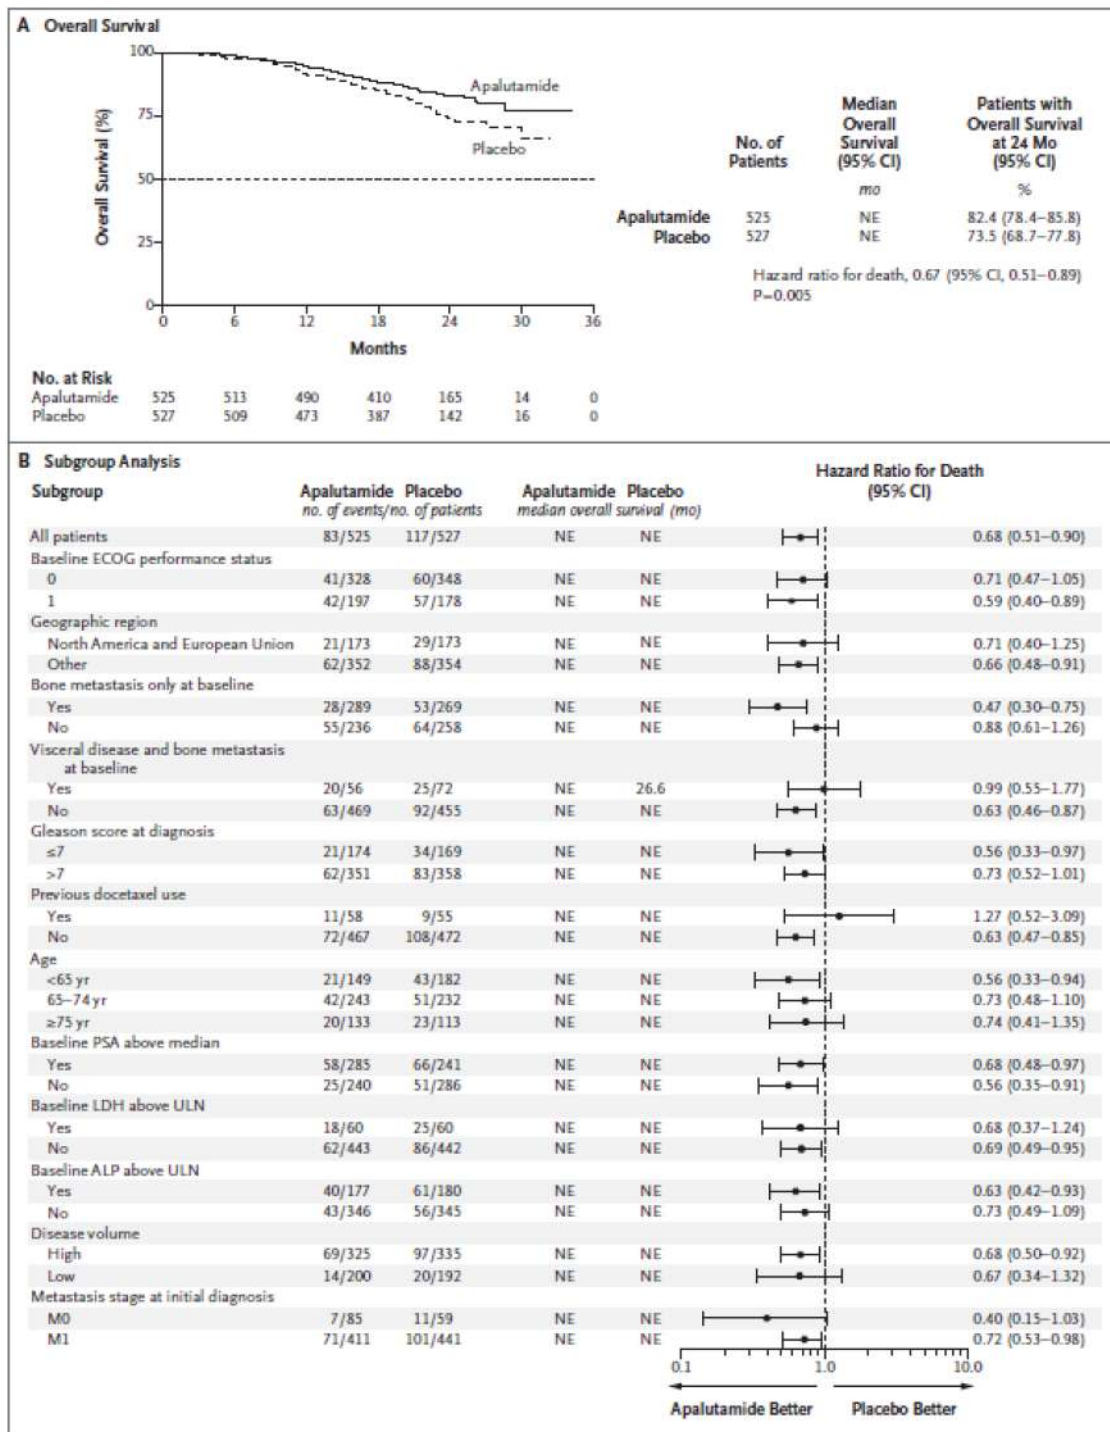 A Overall Survival
100
75
50
25
0
Overall Survival (%)
Apalutamide
Placebo
0 6 12 18 24 30 36
Months
No. of Patients
Median Overall Survival (95% CI)
Patients with Overall Survival at 24 Mo (95% CI)
mo %
Apalutamide 525 NE 82.4 (78.4–85.8)
Placebo 527 NE 73.5 (68.7–77.8)
Hazard ratio for death, 0.67 (95% CI, 0.51–0.89)
P=0.005
No. at Risk
Apalutamide 525 513 490 410 165 14 0
Placebo 527 509 473 387 142 16 0
B Subgroup Analysis
Subgroup Apalutamide Placebo Apalutamide Placebo Hazard Ratio for Death (95% CI)
no. of events/no. of patients median overall survival (mo)
All patients 83/525 117/527 NE NE 0.68 (0.51–0.90)
Baseline ECOG performance status
0 41/328 60/348 NE NE 0.71 (0.47–1.05)
1 42/197 57/178 NE NE 0.59 (0.40–0.89)
Geographic region
North America and European Union 21/173 29/173 NE NE 0.71 (0.40–1.25)
Other 62/352 88/354 NE NE 0.66 (0.48–0.91)
Bone metastasis only at baseline
Yes 28/289 53/269 NE NE 0.47 (0.30–0.75)
No 55/236 64/258 NE NE 0.88 (0.61–1.26)
Visceral disease and bone metastasis
at baseline
Yes 20/56 25/72 NE 26.6 0.99 (0.55–1.77)
No 63/469 92/455 NE NE 0.63 (0.46–0.87)
Gleason score at diagnosis
≤7 21/174 34/169 NE NE 0.56 (0.33–0.97)
>7 62/351 83/358 NE NE 0.73 (0.52–1.01)
Previous docetaxel use
Yes 11/58 9/55 NE NE 1.27 (0.52–3.09)
No 72/467 108/472 NE NE 0.63 (0.47–0.85)
Age
<65 yr 21/149 43/182 NE NE 0.56 (0.33–0.94)
65–74 yr 42/243 51/232 NE NE 0.73 (0.48–1.10)
≥75 yr 20/133 23/113 NE NE 0.74 (0.41–1.35)
Baseline PSA above median
Yes 58/285 66/241 NE NE 0.68 (0.48–0.97)
No 25/240 51/286 NE NE 0.56 (0.35–0.91)
Baseline LDH above ULN
Yes 18/60 25/60 NE NE 0.68 (0.37–1.24)
No 62/443 86/442 NE NE 0.69 (0.49–0.95)
Baseline ALP above ULN
Yes 40/177 61/180 NE NE 0.63 (0.42–0.93)
No 43/346 56/345 NE NE 0.73 (0.49–1.09)
Disease volume
High 69/325 97/335 NE NE 0.68 (0.50–0.92)
Low 14/200 20/192 NE NE 0.67 (0.34–1.32)
Metastasis stage at initial diagnosis
M0 7/85 11/59 NE NE 0.40 (0.15–1.03)
M1 71/411 101/441 NE NE 0.72 (0.53–0.98)
0.1 1.0 10.0
Apalutamide Better Placebo Better